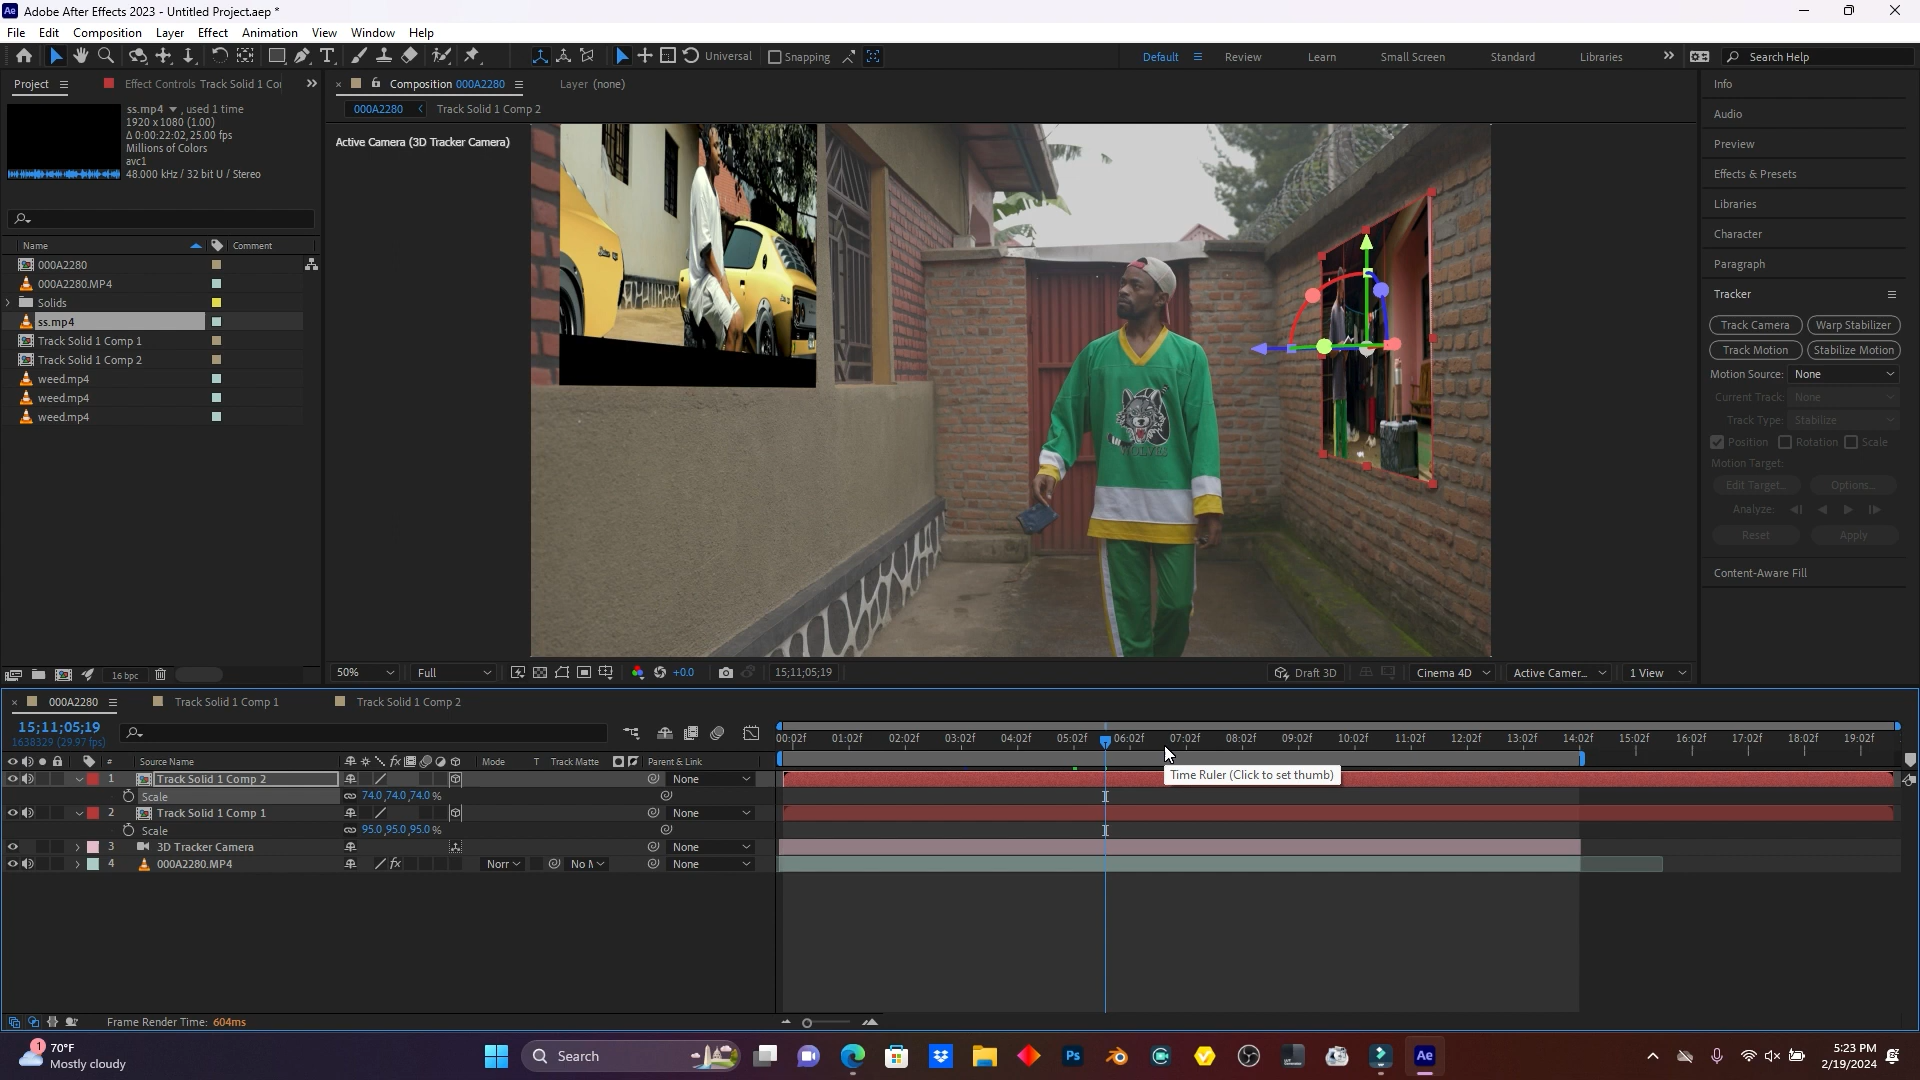 Adobe After Effects 2023 - Untitled Project.aep *
File Edit Composition Layer Effect Animation View Window Help
Universal Snapping Default Review Learn Small Screen Standard Libraries Search Help
Project Effect Controls Track Solid 1 Co
Composition 000A2280 Layer (none)
000A2280 Track Solid 1 Comp 2
ss.mp4 , used 1 time
1920 x 1080 (1.00)
Δ 0:00:22:02, 25.00 fps
Millions of Colors
avc1
48.000 kHz / 32 bit U / Stereo
Active Camera (3D Tracker Camera)
Name Comment
000A2280
000A2280.MP4
Solids
ss.mp4
Track Solid 1 Comp 1
Track Solid 1 Comp 2
weed.mp4
weed.mp4
weed.mp4
WOLVES
Info
Audio
Preview
Effects & Presets
Libraries
Character
Paragraph
Tracker
Track Camera Warp Stabilizer
Track Motion Stabilize Motion
Motion Source: None
Current Track: None
Track Type: Stabilize
Position Rotation Scale
Motion Target:
Edit Target... Options...
Analyze:
Reset Apply
Content-Aware Fill
16 bpc
50% Full +0.0 15;11;05;19 Draft 3D Cinema 4D Active Camer... 1 View
000A2280 Track Solid 1 Comp 1 Track Solid 1 Comp 2
15;11;05;19
1638329 (29.97 fps)
00:02f 01:02f 02:02f 03:02f 04:02f 05:02f 06:02f 07:02f 08:02f 09:02f 10:02f 11:02f 12:02f 13:02f 14:02f 15:02f 16:02f 17:02f 18:02f 19:02f
# Source Name Mode T Track Matte Parent & Link
1 Track Solid 1 Comp 2 None
Scale 74.0,74.0,74.0 %
2 Track Solid 1 Comp 1 None
Scale 95.0,95.0,95.0 %
3 3D Tracker Camera None
4 000A2280.MP4 Norr No M None
Time Ruler (Click to set thumb)
Frame Render Time: 604ms
1 70°F
Mostly cloudy
Search
Ps
Ae
5:23 PM
2/19/2024